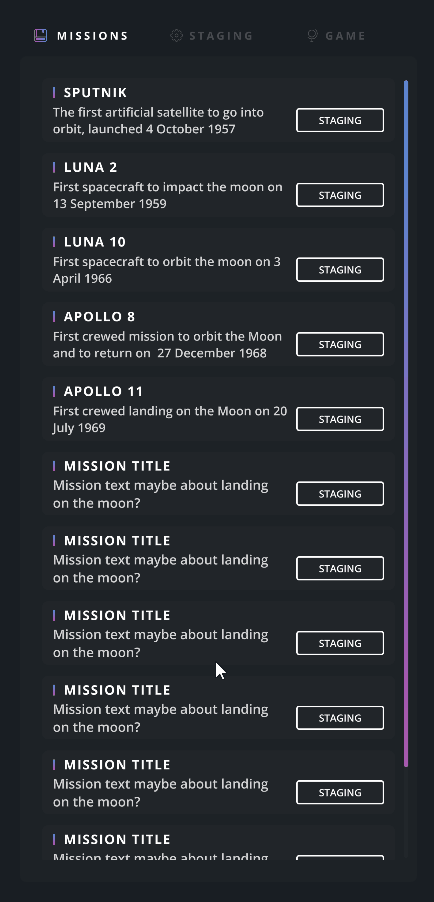 MISSIONS STAGING GAME
SPUTNIK
The first artificial satellite to go into
orbit, launched 4 October 1957
STAGING
LUNA 2
First spacecraft to impact the moon on
13 September 1959
STAGING
LUNA 10
First spacecraft to orbit the moon on 3
April 1966
STAGING
APOLLO 8
First crewed mission to orbit the Moon
and to return on  27 December 1968
STAGING
APOLLO 11
First crewed landing on the Moon on 20
July 1969
STAGING
MISSION TITLE
Mission text maybe about landing
on the moon?
STAGING
MISSION TITLE
Mission text maybe about landing
on the moon?
STAGING
MISSION TITLE
Mission text maybe about landing
on the moon?
STAGING
MISSION TITLE
Mission text maybe about landing
on the moon?
STAGING
MISSION TITLE
Mission text maybe about landing
on the moon?
STAGING
MISSION TITLE
Mission text maybe about landing